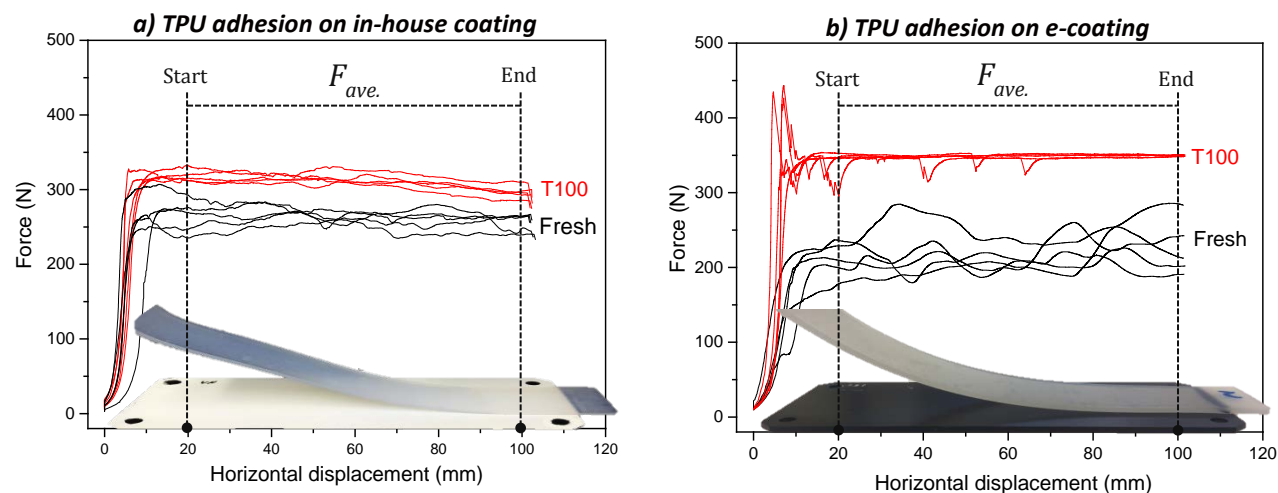 a) TPU adhesion on in-house coating
500
400
300
200
100
0
Force (N)
Start
F ave.
End
T100
Fresh
0 20 40 60 80 100 120
Horizontal displacement (mm)
b) TPU adhesion on e-coating
500
400
300
200
100
0
Force (N)
Start
F ave.
End
T100
Fresh
0 20 40 60 80 100 120
Horizontal displacement (mm)